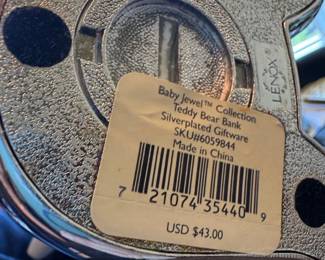 LENOX®
Baby Jewel™ Collection
Teddy Bear Bank
Silverplated Giftware
SKU#6059844
Made in China
7 21074 35440 9
USD $43.00